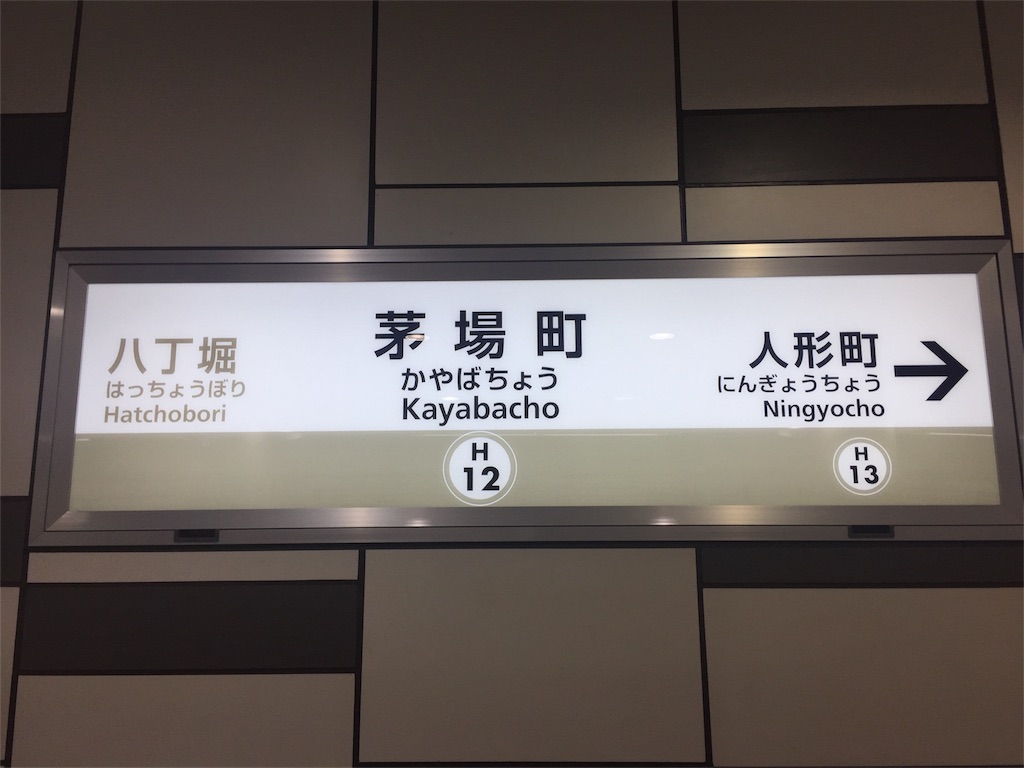 八丁堀
はっちょうぼり
Hatchobori
茅場町
かやばちょう
Kayabacho
H
12
人形町
にんぎょうちょう
Ningyocho
H
13